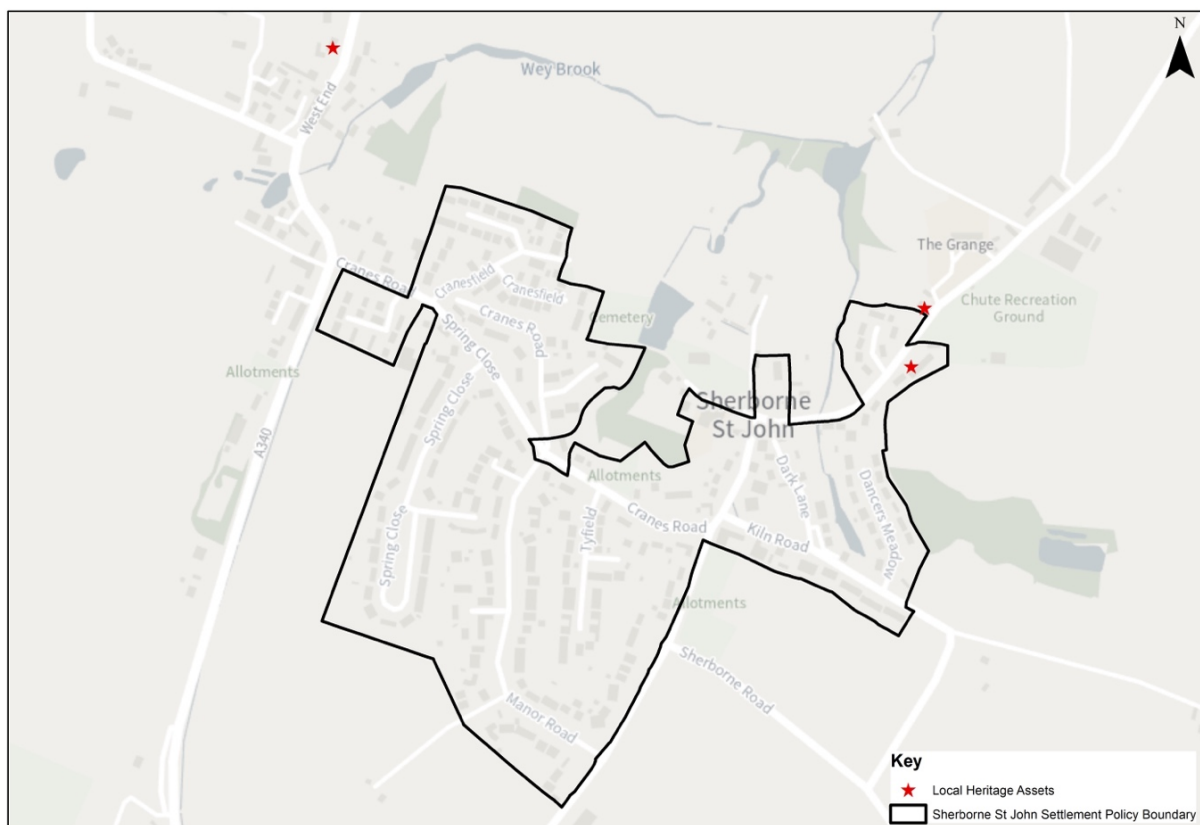 N
Wey Brook
West End
The Grange
Cranes Road
Cranesfield
Cranesfield
Chute Recreation
Ground
Cemetery
Cranes Road
Spring Close
Allotments
Spring Close
Sherborne
St John
A340
Allotments
Dark Lane
Dancers Mead
Cranes Road
Kiln Road
Tyfield
Spring Close
Allotments
Sherborne Road
Manor Road
Key
Local Heritage Assets
Sherborne St John Settlement Policy Boundary